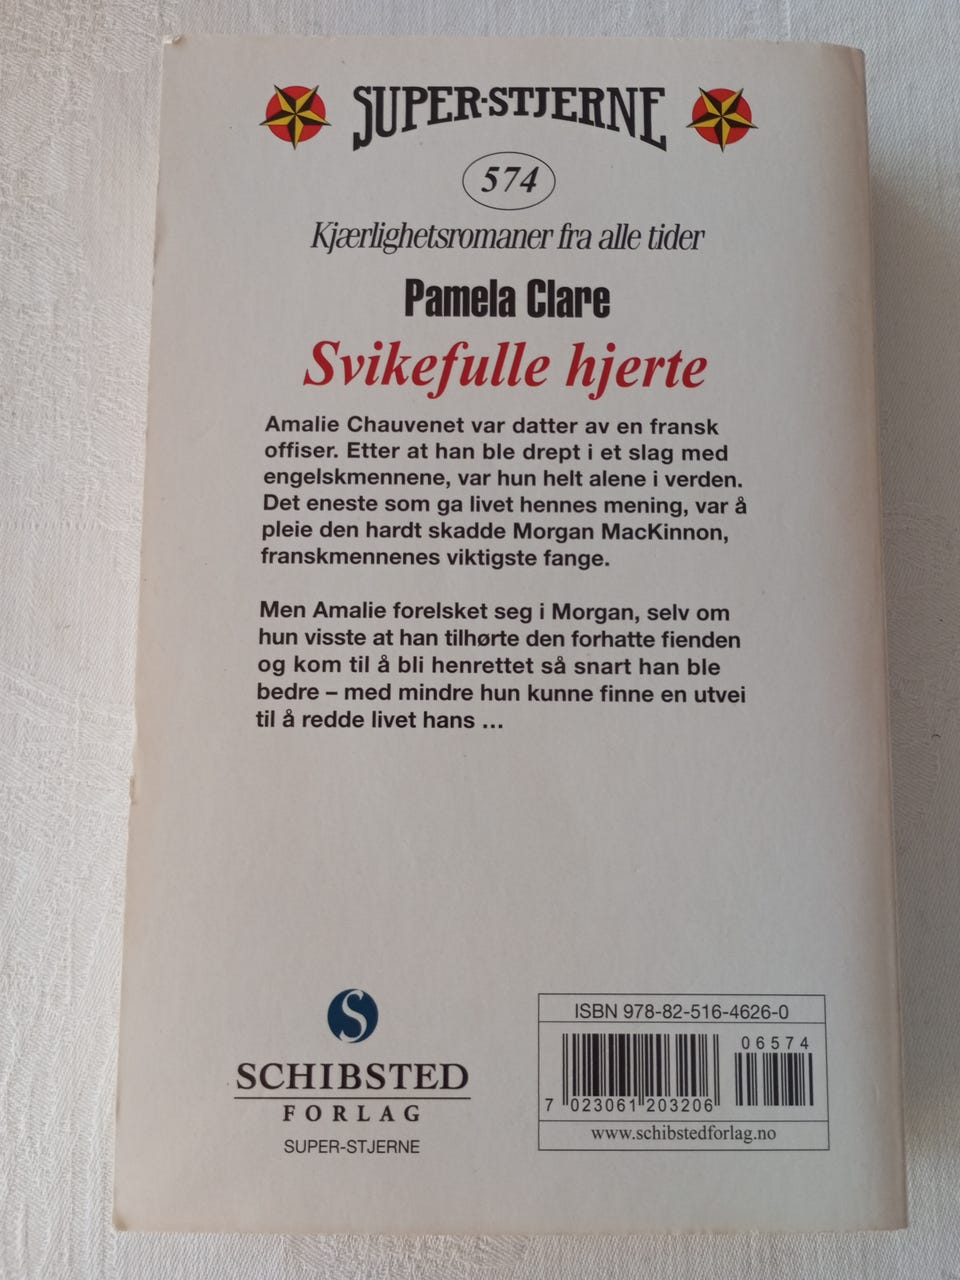 SUPER-STJERNE
574
Kjærlighetsromaner fra alle tider
Pamela Clare
Svikefulle hjerte
Amalie Chauvenet var datter av en fransk
offiser. Etter at han ble drept i et slag med
engelskmennene, var hun helt alene i verden.
Det eneste som ga livet hennes mening, var å
pleie den hardt skadde Morgan MacKinnon,
franskmennenes viktigste fange.
Men Amalie forelsket seg i Morgan, selv om
hun visste at han tilhørte den forhatte fienden
og kom til å bli henrettet så snart han ble
bedre – med mindre hun kunne finne en utvei
til å redde livet hans ...
S
SCHIBSTED
FORLAG
SUPER-STJERNE
ISBN 978-82-516-4626-0
06574
7 023061 203206
www.schibstedforlag.no